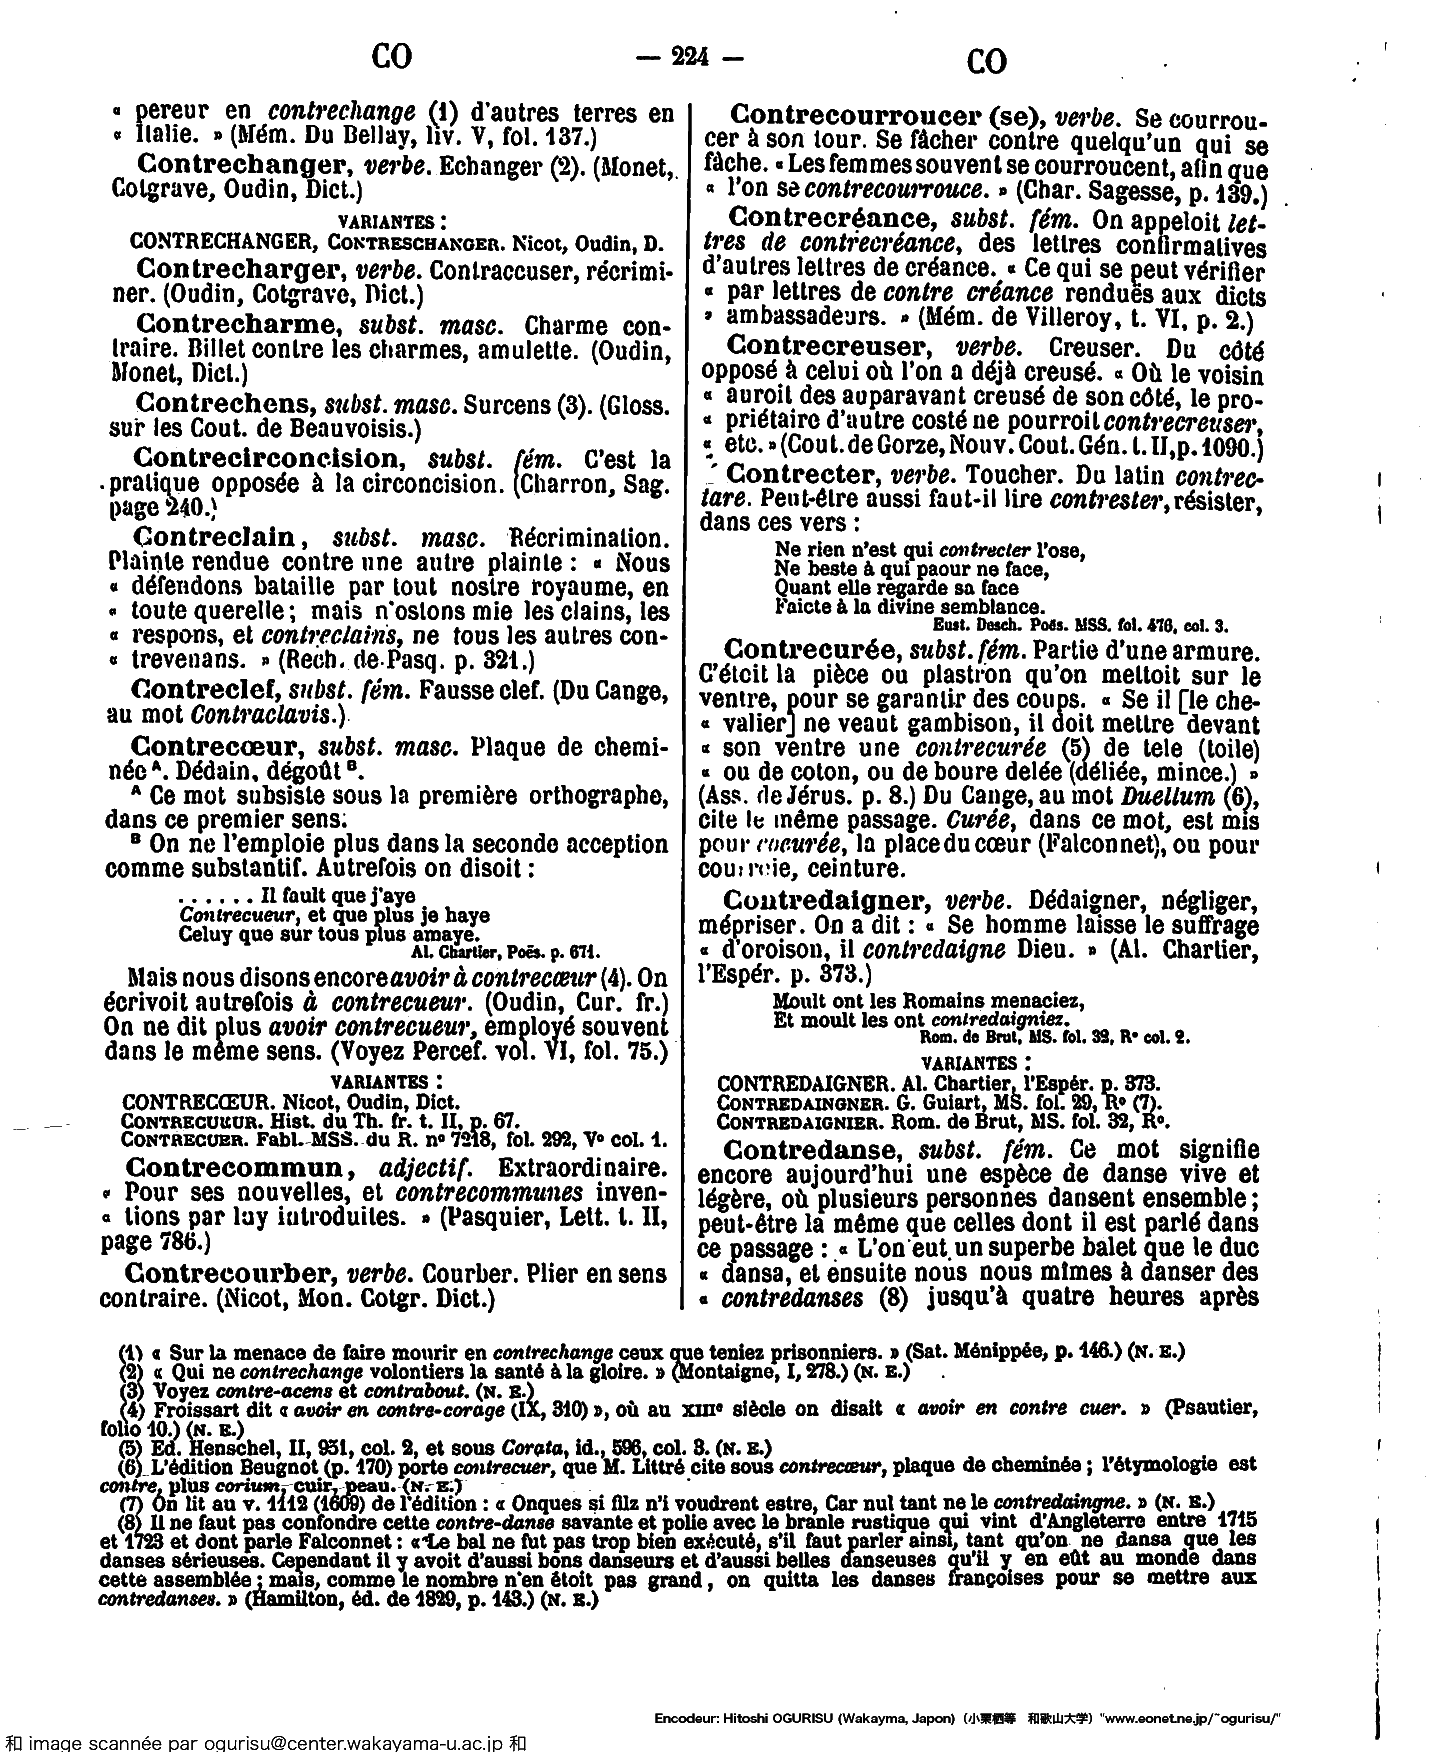 CO — 224 — CO
« pereur en contrechange (1) d'autres terres en
« Italie. » (Mém. Du Bellay, liv. V, fol. 137.)
Contrechanger, verbe. Echanger (2). (Monet,
Cotgrave, Oudin, Dict.)
VARIANTES :
CONTRECHANGER, CONTRESCHANGER. Nicot, Oudin, D.
Contrecharger, verbe. Contraccuser, récrimi-
ner. (Oudin, Cotgrave, Dict.)
Contrecharme, subst. masc. Charme con-
traire. Billet contre les charmes, amulette. (Oudin,
Monet, Dict.)
Contrechens, subst. masc. Surcens (3). (Gloss.
sur les Cout. de Beauvoisis.)
Contrecirconcision, subst. fém. C'est la
pratique opposée à la circoncision. (Charron, Sag.
page 240.)
Contreclain, subst. masc. Récrimination.
Plainte rendue contre une autre plainte : « Nous
« défendons bataille par tout nostre royaume, en
« toute querelle ; mais n'ostons mie les clains, les
« respons, et contreclains, ne tous les autres con-
« trevenans. » (Rech. de Pasq. p. 321.)
Contreclef, subst. fém. Fausse clef. (Du Cange,
au mot Contraclavis.)
Contrecœur, subst. masc. Plaque de chemi-
née A. Dédain, dégoût B.
A Ce mot subsiste sous la première orthographe,
dans ce premier sens.
B On ne l'emploie plus dans la seconde acception
comme substantif. Autrefois on disoit :
. . . . . . Il fault que j'aye
Contrecueur, et que plus je haye
Celuy que sur tous plus amaye.
Al. Chartier, Poës. p. 671.
Mais nous disons encore avoir à contrecœur (4). On
écrivoit autrefois à contrecueur. (Oudin, Cur. fr.)
On ne dit plus avoir contrecueur, employé souvent
dans le même sens. (Voyez Percef. vol. VI, fol. 75.)
VARIANTES :
CONTRECŒUR. Nicot, Oudin, Dict.
CONTRECUEUR. Hist. du Th. fr. t. II, p. 67.
CONTRECUER. Fabl. MSS. du R. nº 7218, fol. 292, Vº col. 1.
Contrecommun, adjectif. Extraordinaire.
« Pour ses nouvelles, et contrecommunes inven-
« tions par luy introduites. » (Pasquier, Lett. t. II,
page 786.)
Contrecourber, verbe. Courber. Plier en sens
contraire. (Nicot, Mon. Cotgr. Dict.)
Contrecourroucer (se), verbe. Se courrou-
cer à son tour. Se fâcher contre quelqu'un qui se
fâche. « Les femmes souvent se courroucent, afin que
« l'on se contrecourrouce. » (Char. Sagesse, p. 139.)
Contrecréance, subst. fém. On appeloit let-
tres de contrecréance, des lettres confirmatives
d'autres lettres de créance. « Ce qui se peut vérifier
« par lettres de contre créance renduës aux dicts
» ambassadeurs. » (Mém. de Villeroy, t. VI, p. 2.)
Contrecreuser, verbe. Creuser. Du côté
opposé à celui où l'on a déjà creusé. « Où le voisin
« auroit des auparavant creusé de son côté, le pro-
« priétaire d'autre costé ne pourroit contrecreuser,
« etc. » (Cout. de Gorze, Nouv. Cout. Gén. t. II, p. 1090.)
Contrecter, verbe. Toucher. Du latin contrec-
tare. Peut-être aussi faut-il lire contrester, résister,
dans ces vers :
Ne rien n'est qui contrecter l'ose,
Ne beste à qui paour ne face,
Quant elle regarde sa face
Faicte à la divine semblance.
Eust. Desch. Poës. MSS. fol. 476, col. 3.
Contrecurée, subst. fém. Partie d'une armure.
C'étoit la pièce ou plastron qu'on mettoit sur le
ventre, pour se garantir des coups. « Se il [le che-
« valier] ne veaut gambison, il doit mettre devant
« son ventre une contrecurée (5) de tele (toile)
« ou de coton, ou de boure delée (déliée, mince.) »
(Ass. de Jérus. p. 8.) Du Cange, au mot Duellum (6),
cite le même passage. Curée, dans ce mot, est mis
pour cœurée, la place du cœur (Falconnet), ou pour
courroie, ceinture.
Contredaigner, verbe. Dédaigner, négliger,
mépriser. On a dit : « Se homme laisse le suffrage
« d'oroison, il contredaigne Dieu. » (Al. Chartier,
l'Espér. p. 373.)
Moult ont les Romains menaciez,
Et moult les ont contredaigniez.
Rom. de Brut, MS. fol. 32, Rº col. 2.
VARIANTES :
CONTREDAIGNER. Al. Chartier, l'Espér. p. 373.
CONTREDAINGNER. G. Guiart, MS. fol. 29, Rº (7).
CONTREDAIGNIER. Rom. de Brut, MS. fol. 32, Rº.
Contredanse, subst. fém. Ce mot signifie
encore aujourd'hui une espèce de danse vive et
légère, où plusieurs personnes dansent ensemble ;
peut-être la même que celles dont il est parlé dans
ce passage : « L'on eut un superbe balet que le duc
« dansa, et ensuite nous nous mîmes à danser des
« contredanses (8) jusqu'à quatre heures après
(1) « Sur la menace de faire mourir en contrechange ceux que teniez prisonniers. » (Sat. Ménippée, p. 146.) (N. E.)
(2) « Qui ne contrechange volontiers la santé à la gloire. » (Montaigne, I, 278.) (N. E.)
(3) Voyez contre-acens et contrabout. (N. E.)
(4) Froissart dit « avoir en contre-corage (IX, 310) », où au XIIIe siècle on disait « avoir en contre cuer. » (Psautier,
folio 10.) (N. E.)
(5) Ed. Henschel, II, 951, col. 2, et sous Corata, id., 596, col. 3. (N. E.)
(6) L'édition Beugnot (p. 170) porte contrecuer, que M. Littré cite sous contrecœur, plaque de cheminée ; l'étymologie est
contre, plus corium, cuir, peau. (N. E.)
(7) On lit au v. 1112 (1609) de l'édition : « Onques si filz n'i voudrent estre, Car nul tant ne le contredaingne. » (N. E.)
(8) Il ne faut pas confondre cette contre-danse savante et polie avec le branle rustique qui vint d'Angleterre entre 1715
et 1723 et dont parle Falconnet : « Le bal ne fut pas trop bien exécuté, s'il faut parler ainsi, tant qu'on ne dansa que les
danses sérieuses. Cependant il y avoit d'aussi bons danseurs et d'aussi belles danseuses qu'il y en eût au monde dans
cette assemblée ; mais, comme le nombre n'en étoit pas grand, on quitta les danses françoises pour se mettre aux
contredanses. » (Hamilton, éd. de 1829, p. 143.) (N. E.)
Encodeur: Hitoshi OGURISU (Wakayma, Japon) (小栗栖等 和歌山大学) "www.eonet.ne.jp/~ogurisu/"
和 image scannée par ogurisu@center.wakayama-u.ac.jp 和